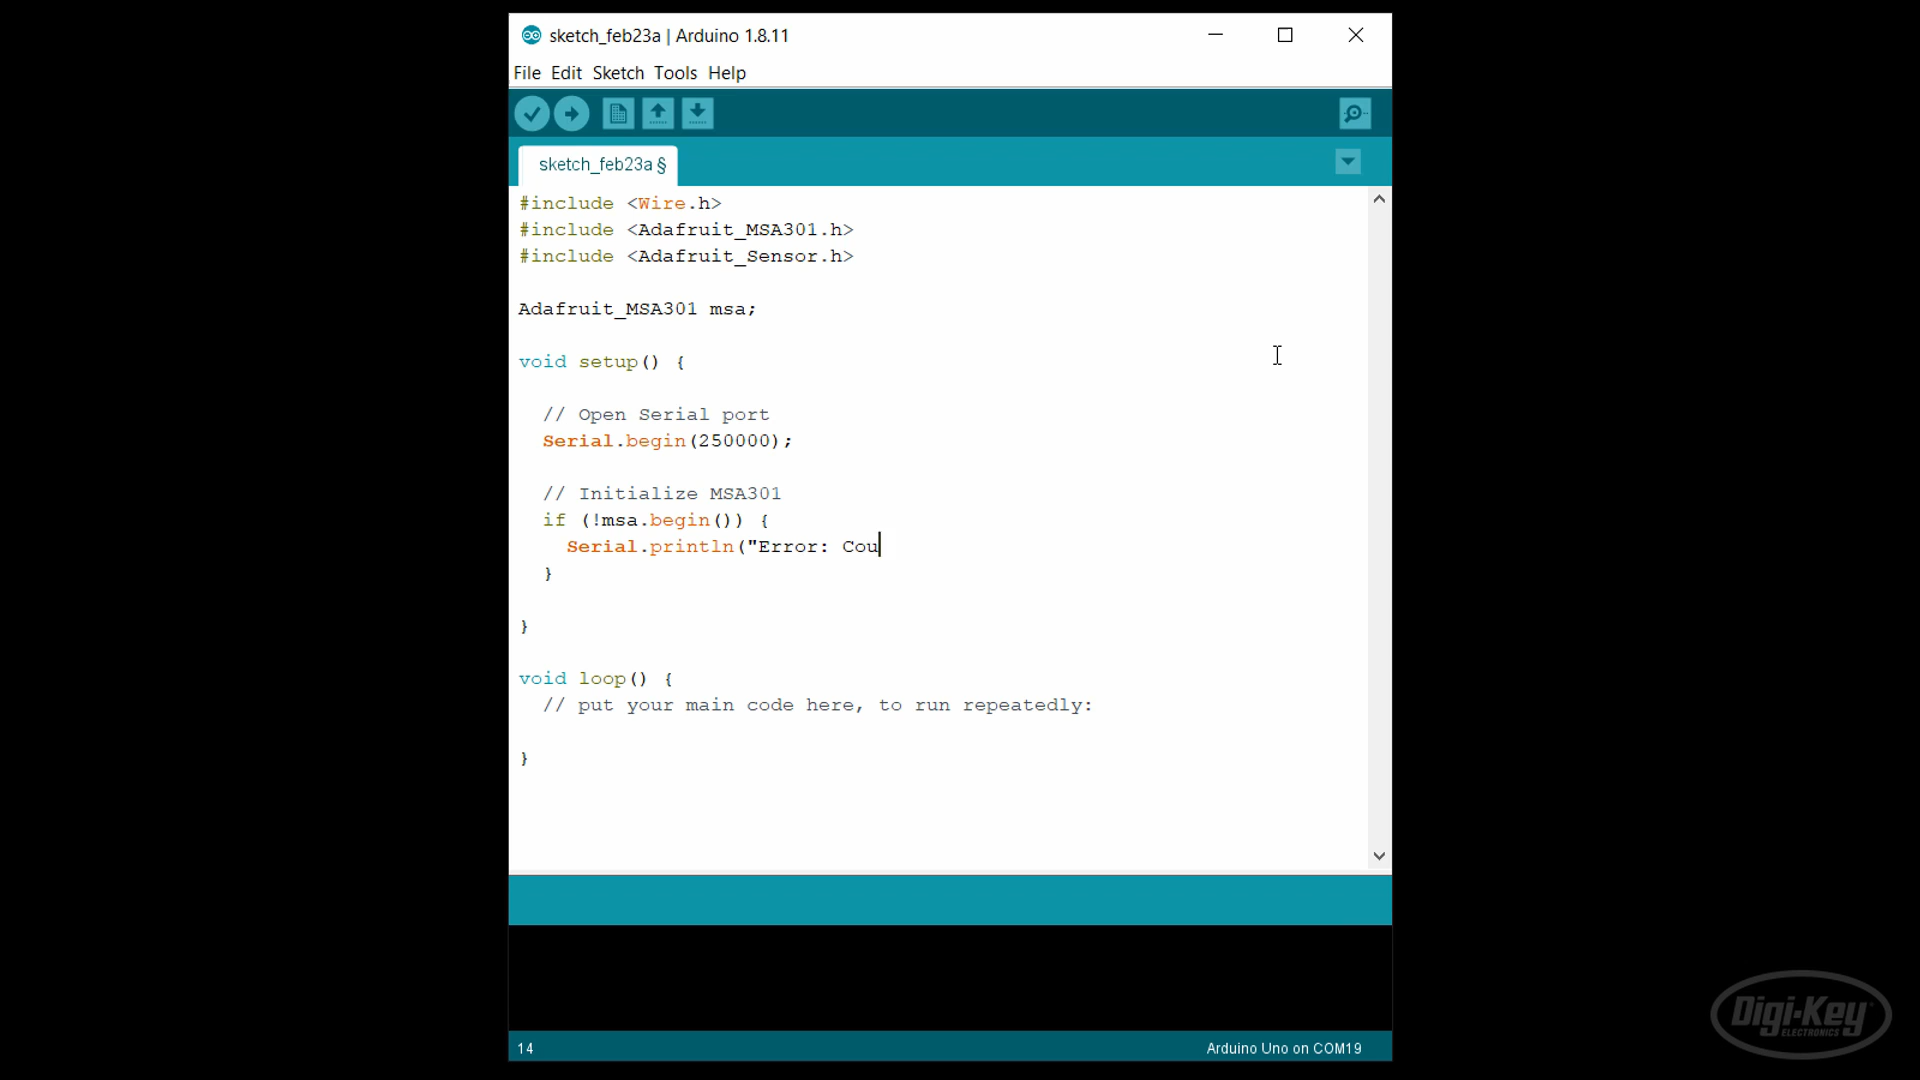 sketch_feb23a | Arduino 1.8.11
File Edit Sketch Tools Help
sketch_feb23a §
#include <Wire.h>
#include <Adafruit_MSA301.h>
#include <Adafruit_Sensor.h>
Adafruit_MSA301 msa;
void setup() {
// Open Serial port
Serial.begin(250000);
// Initialize MSA301
if (!msa.begin()) {
Serial.println("Error: Cou
}
}
void loop() {
// put your main code here, to run repeatedly:
}
14
Arduino Uno on COM19
Digi-Key
ELECTRONICS